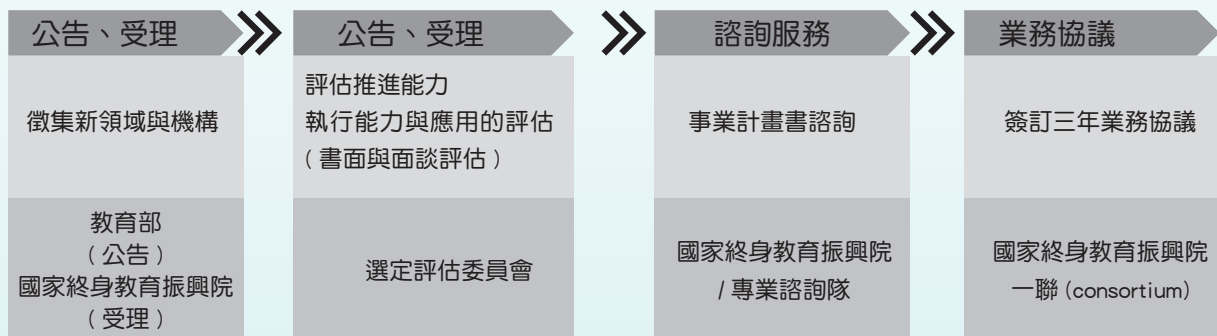 公告、受理
公告、受理
諮詢服務
業務協議
徵集新領域與機構
評估推進能力
執行能力與應用的評估
( 書面與面談評估 )
事業計畫書諮詢
簽訂三年業務協議
教育部
( 公告 )
國家終身教育振興院
( 受理 )
選定評估委員會
國家終身教育振興院
/ 專業諮詢隊
國家終身教育振興院
一聯 (consortium)